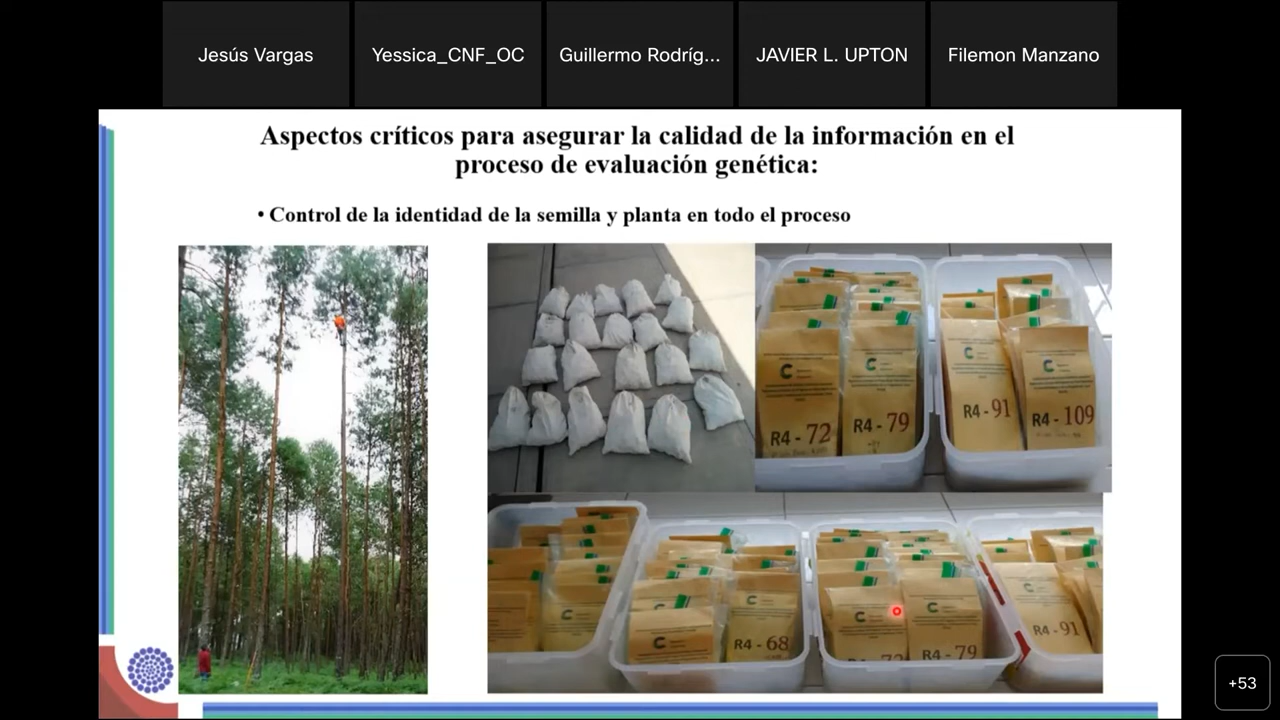 Jesús Vargas
Yessica_CNF_OC
Guillermo Rodríg...
JAVIER L. UPTON
Filemon Manzano
Aspectos críticos para asegurar la calidad de la información en el
proceso de evaluación genética:
• Control de la identidad de la semilla y planta en todo el proceso
R4 - 72
R4 - 79
R4 - 91
R4 - 109
R4 - 68
R4 - 79
R4 - 91
+53